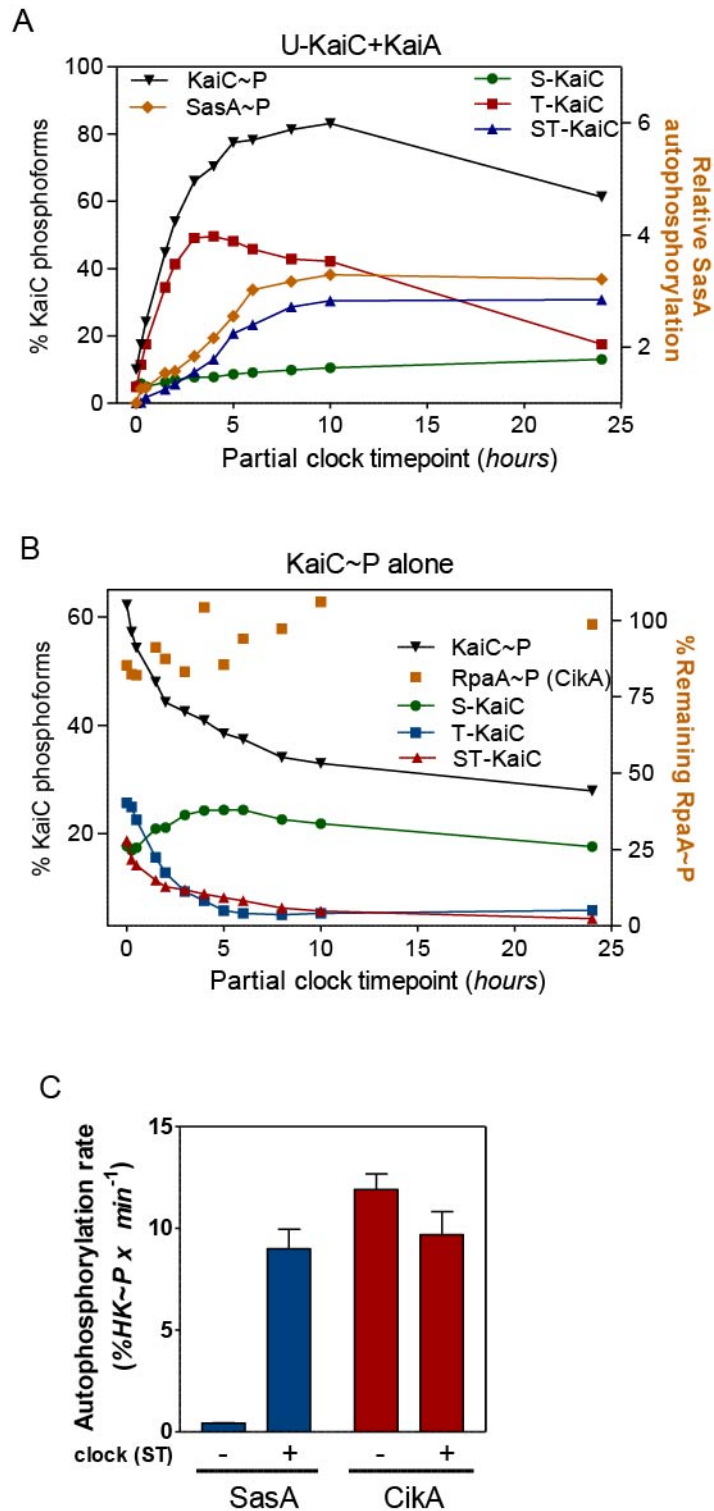 A
U-KaiC+KaiA
100
80
60
40
20
0
% KaiC phosphoforms
KaiC~P
SasA~P
S-KaiC
T-KaiC
ST-KaiC
6
4
2
Relative SasA
autophosphorylation
0 5 10 15 20 25
Partial clock timepoint (hours)
B
KaiC~P alone
60
40
20
% KaiC phosphoforms
KaiC~P
RpaA~P (CikA)
S-KaiC
T-KaiC
ST-KaiC
100
75
50
25
0
% Remaining RpaA~P
0 5 10 15 20 25
Partial clock timepoint (hours)
C
15
10
5
0
Autophosphorylation rate
(%HK~P x min-1)
clock (ST) - + - +
SasA CikA